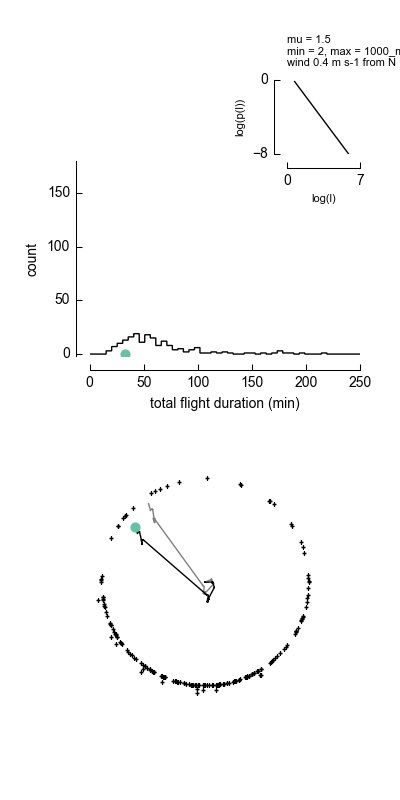 mu = 1.5
min = 2, max = 1000_m
wind 0.4 m s-1 from N
0
log(p(l))
−8
0 7
log(l)
150
100
count
50
0
0 50 100 150 200 250
total flight duration (min)